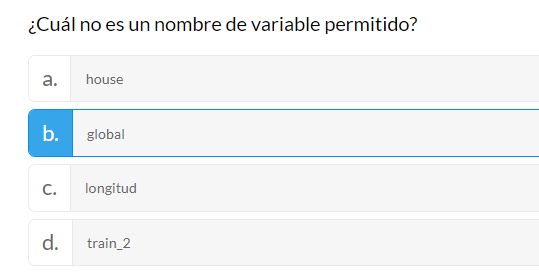 ¿Cuál no es un nombre de variable permitido?
a. house
b. global
c. longitud
d. train_2